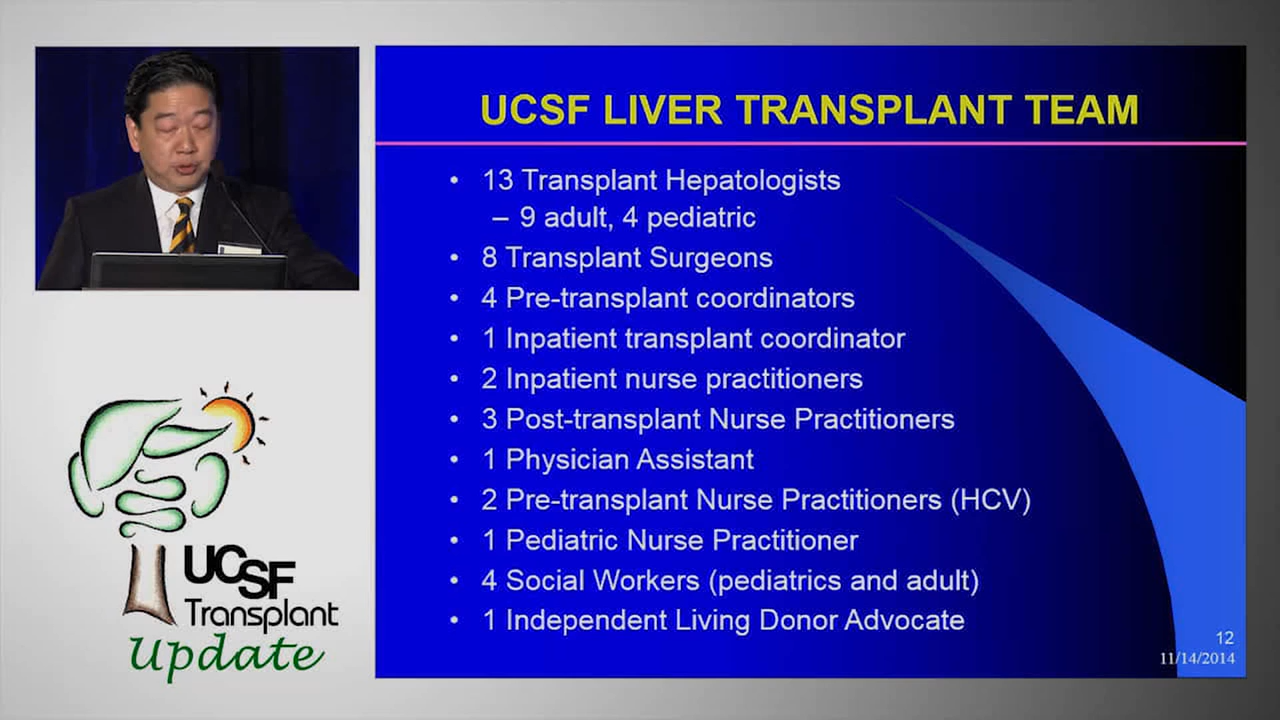 UCSF LIVER TRANSPLANT TEAM
• 13 Transplant Hepatologists
– 9 adult, 4 pediatric
• 8 Transplant Surgeons
• 4 Pre-transplant coordinators
• 1 Inpatient transplant coordinator
• 2 Inpatient nurse practitioners
• 3 Post-transplant Nurse Practitioners
• 1 Physician Assistant
• 2 Pre-transplant Nurse Practitioners (HCV)
• 1 Pediatric Nurse Practitioner
• 4 Social Workers (pediatrics and adult)
• 1 Independent Living Donor Advocate
12
11/14/2014
UCSF
Transplant
Update